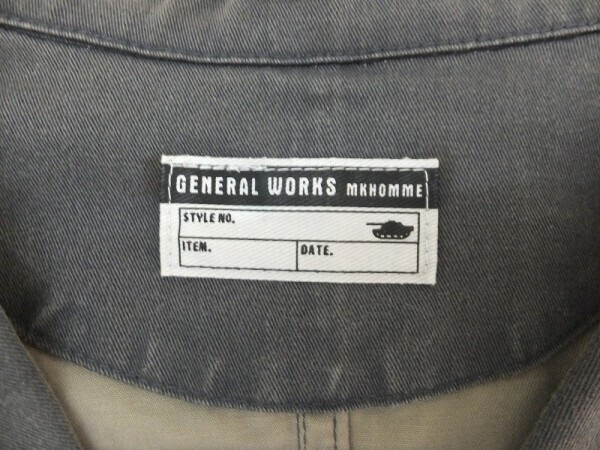 GENERAL WORKS MKHOMME
STYLE NO.
ITEM. DATE.